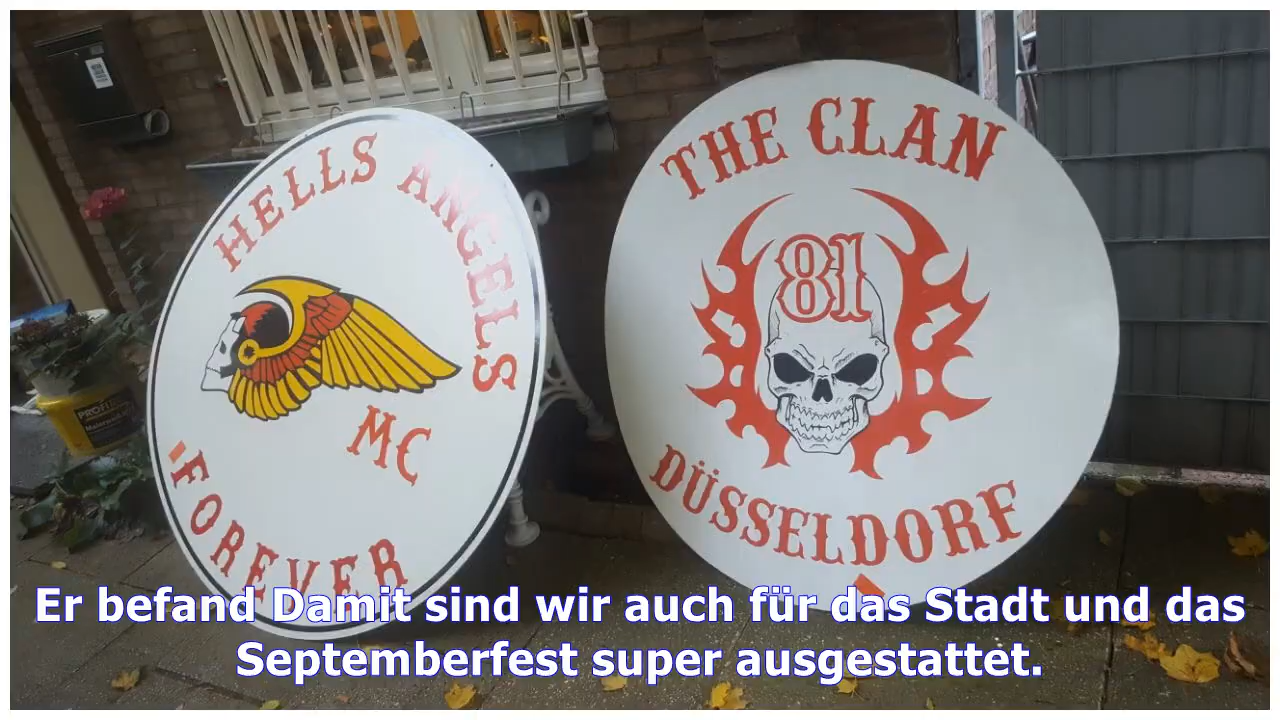 HELLS ANGELS
MC
FOREVER
THE CLAN
81
DÜSSELDORF
PROFI
Er befand Damit sind wir auch für das Stadt und das
Septemberfest super ausgestattet.